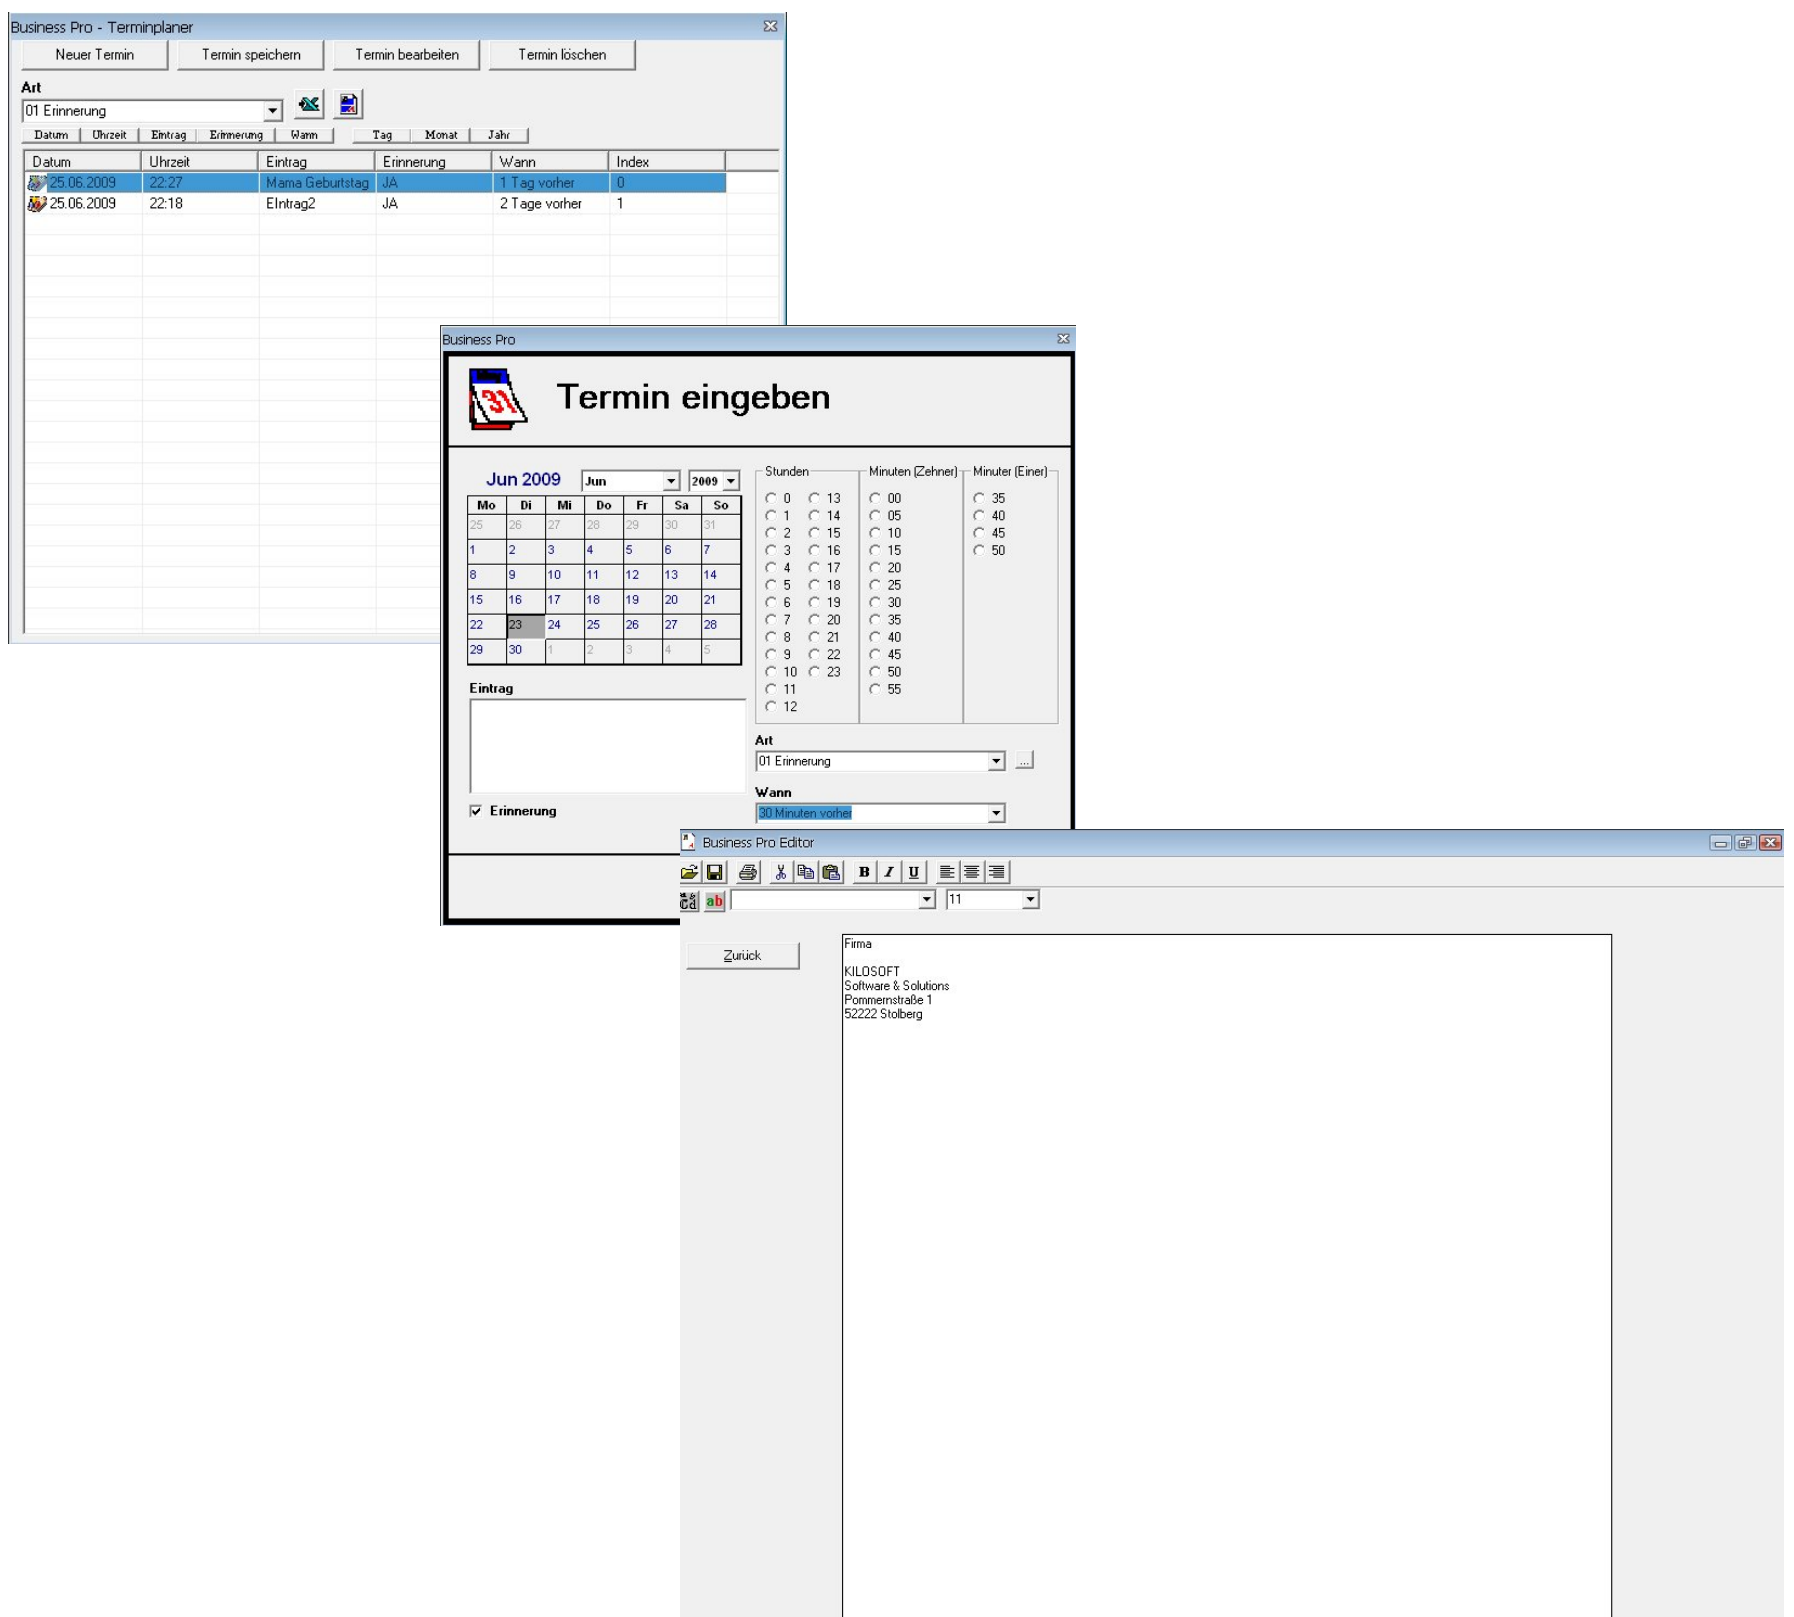 Business Pro - Terminplaner
Neuer Termin Termin speichern Termin bearbeiten Termin löschen
Art
01 Erinnerung
Datum Uhrzeit Eintrag Erinnerung Wann Tag Monat Jahr
Datum Uhrzeit Eintrag Erinnerung Wann Index
25.06.2009 22:27 Mama Geburtstag JA 1 Tag vorher 0
25.06.2009 22:18 EIntrag2 JA 2 Tage vorher 1
Business Pro
31
Termin eingeben
Jun 2009 Jun 2009
Mo Di Mi Do Fr Sa So
25 26 27 28 29 30 31
1 2 3 4 5 6 7
8 9 10 11 12 13 14
15 16 17 18 19 20 21
22 23 24 25 26 27 28
29 30 1 2 3 4 5
Eintrag
Erinnerung
Stunden Minuten (Zehner) Minuter (Einer)
0 13 00 35
1 14 05 40
2 15 10 45
3 16 15 50
4 17 20
5 18 25
6 19 30
7 20 35
8 21 40
9 22 45
10 23 50
11 55
12
Art
01 Erinnerung ...
Wann
30 Minuten vorher
Business Pro Editor
B I U
ab 11
Zurück
Firma
KILOSOFT
Software & Solutions
Pommernstraße 1
52222 Stolberg